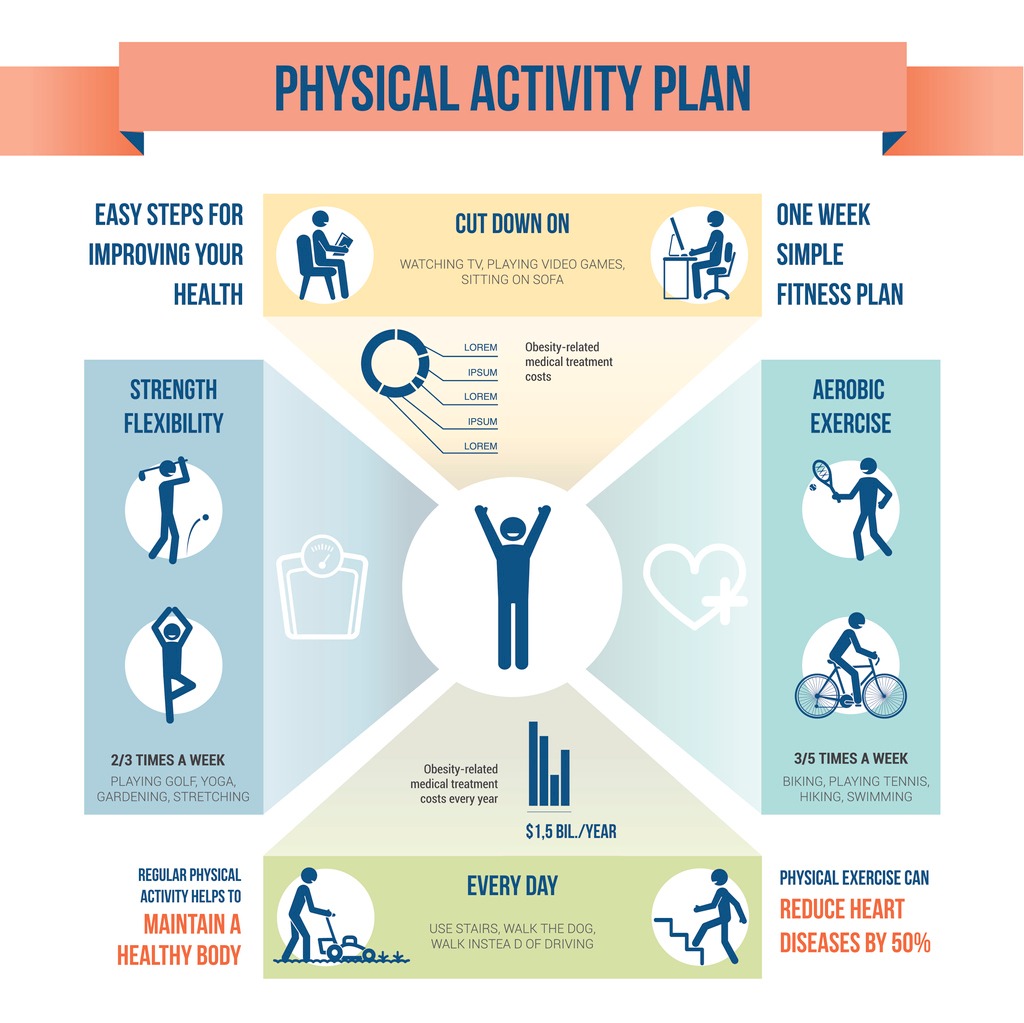 PHYSICAL ACTIVITY PLAN
EASY STEPS FOR
IMPROVING YOUR
HEALTH
CUT DOWN ON
WATCHING TV, PLAYING VIDEO GAMES,
SITTING ON SOFA
ONE WEEK
SIMPLE
FITNESS PLAN
LOREM
IPSUM
LOREM
IPSUM
LOREM
Obesity-related
medical treatment
costs
STRENGTH
FLEXIBILITY
2/3 TIMES A WEEK
PLAYING GOLF, YOGA,
GARDENING, STRETCHING
AEROBIC
EXERCISE
3/5 TIMES A WEEK
BIKING, PLAYING TENNIS,
HIKING, SWIMMING
Obesity-related
medical treatment
costs every year
$1,5 BIL./YEAR
REGULAR PHYSICAL
ACTIVITY HELPS TO
MAINTAIN A
HEALTHY BODY
EVERY DAY
USE STAIRS, WALK THE DOG,
WALK INSTEA D OF DRIVING
PHYSICAL EXERCISE CAN
REDUCE HEART
DISEASES BY 50%